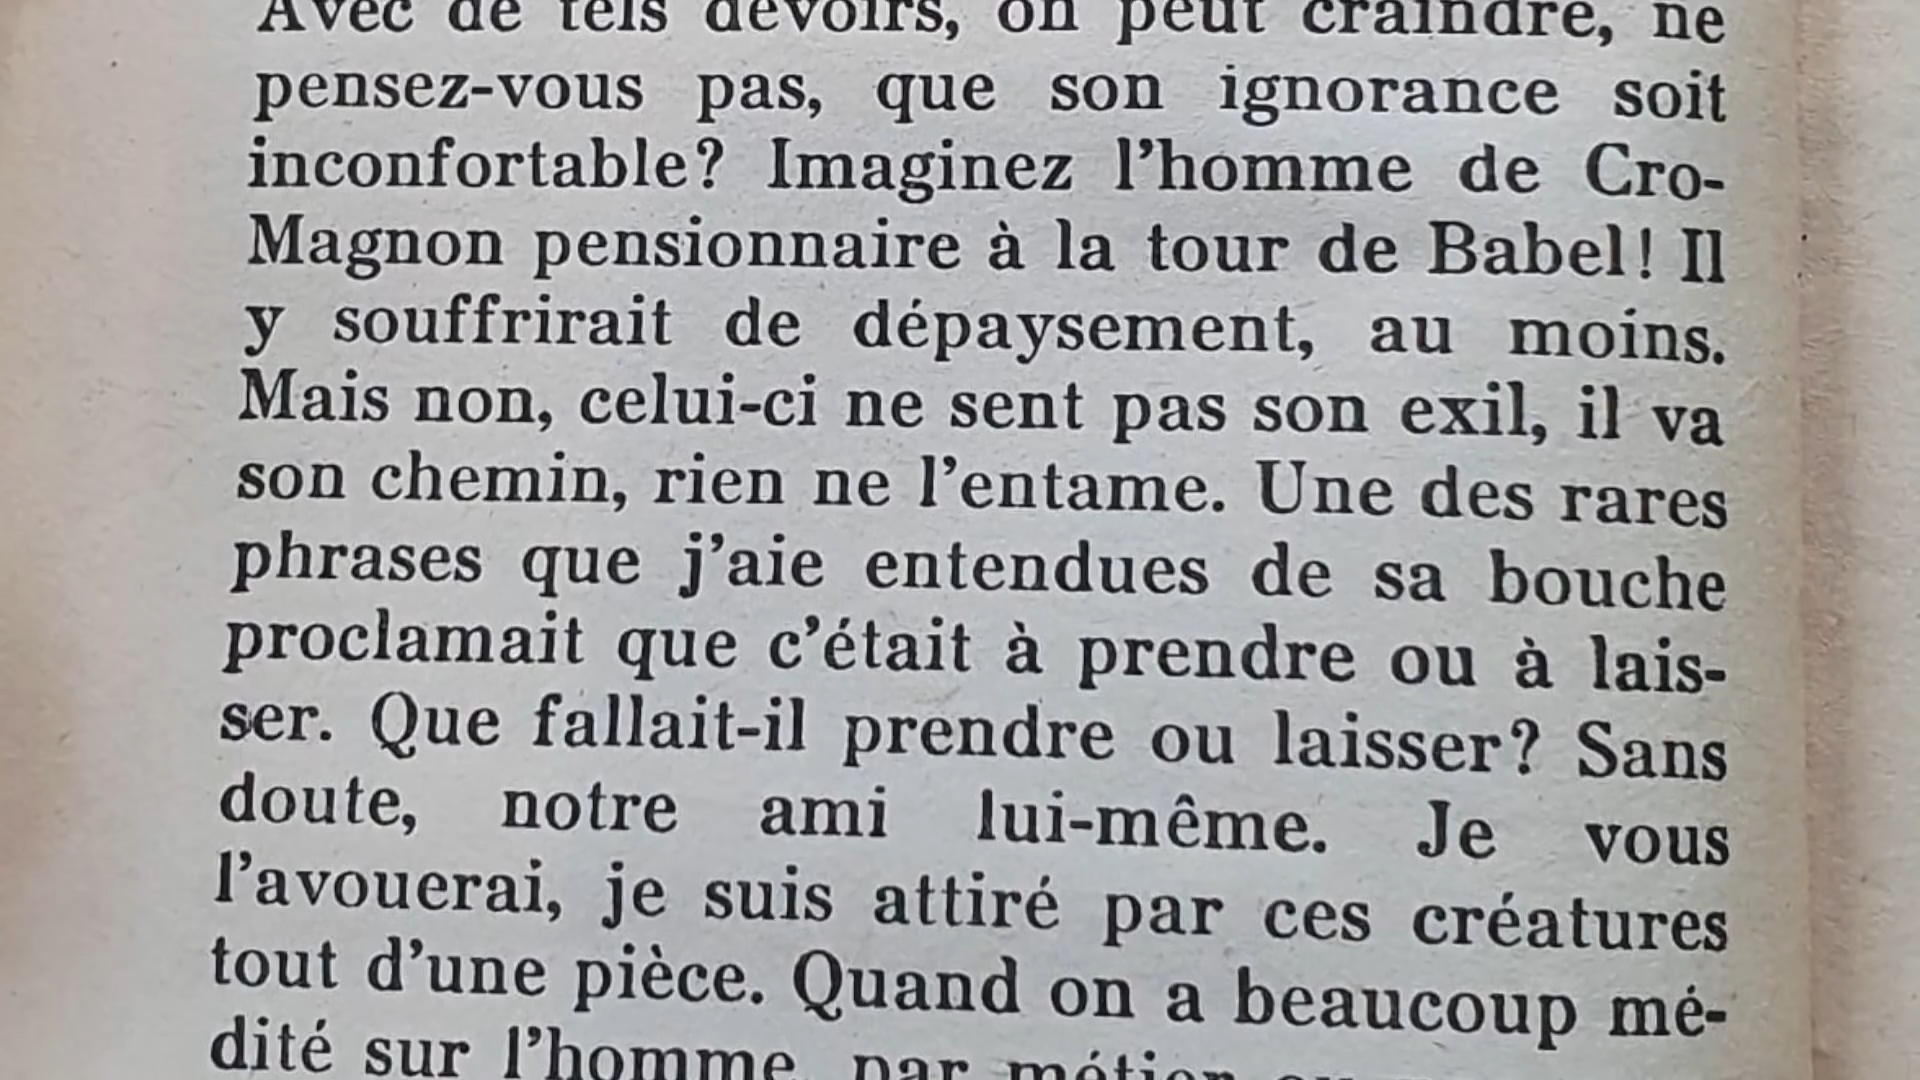 Avec de tels devoirs, on peut craindre, ne
pensez-vous pas, que son ignorance soit
inconfortable? Imaginez l'homme de Cro-
Magnon pensionnaire à la tour de Babel! Il
y souffrirait de dépaysement, au moins.
Mais non, celui-ci ne sent pas son exil, il va
son chemin, rien ne l'entame. Une des rares
phrases que j'aie entendues de sa bouche
proclamait que c'était à prendre ou à lais-
ser. Que fallait-il prendre ou laisser? Sans
doute, notre ami lui-même. Je vous
l'avouerai, je suis attiré par ces créatures
tout d'une pièce. Quand on a beaucoup mé-
dité sur l'homme, par métier